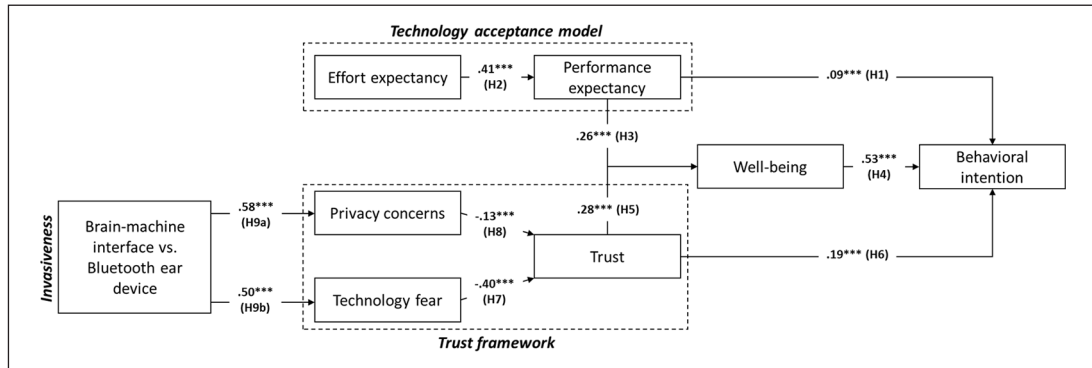 Technology acceptance model
Effort expectancy
.41***
(H2)
Performance
expectancy
.09*** (H1)
.26*** (H3)
Well-being
.53***
(H4)
Behavioral
intention
Invasiveness
Brain-machine
interface vs.
Bluetooth ear
device
.58***
(H9a)
Privacy concerns
-.13***
(H8)
.28*** (H5)
Trust
.19*** (H6)
.50***
(H9b)
Technology fear
-.40***
(H7)
Trust framework